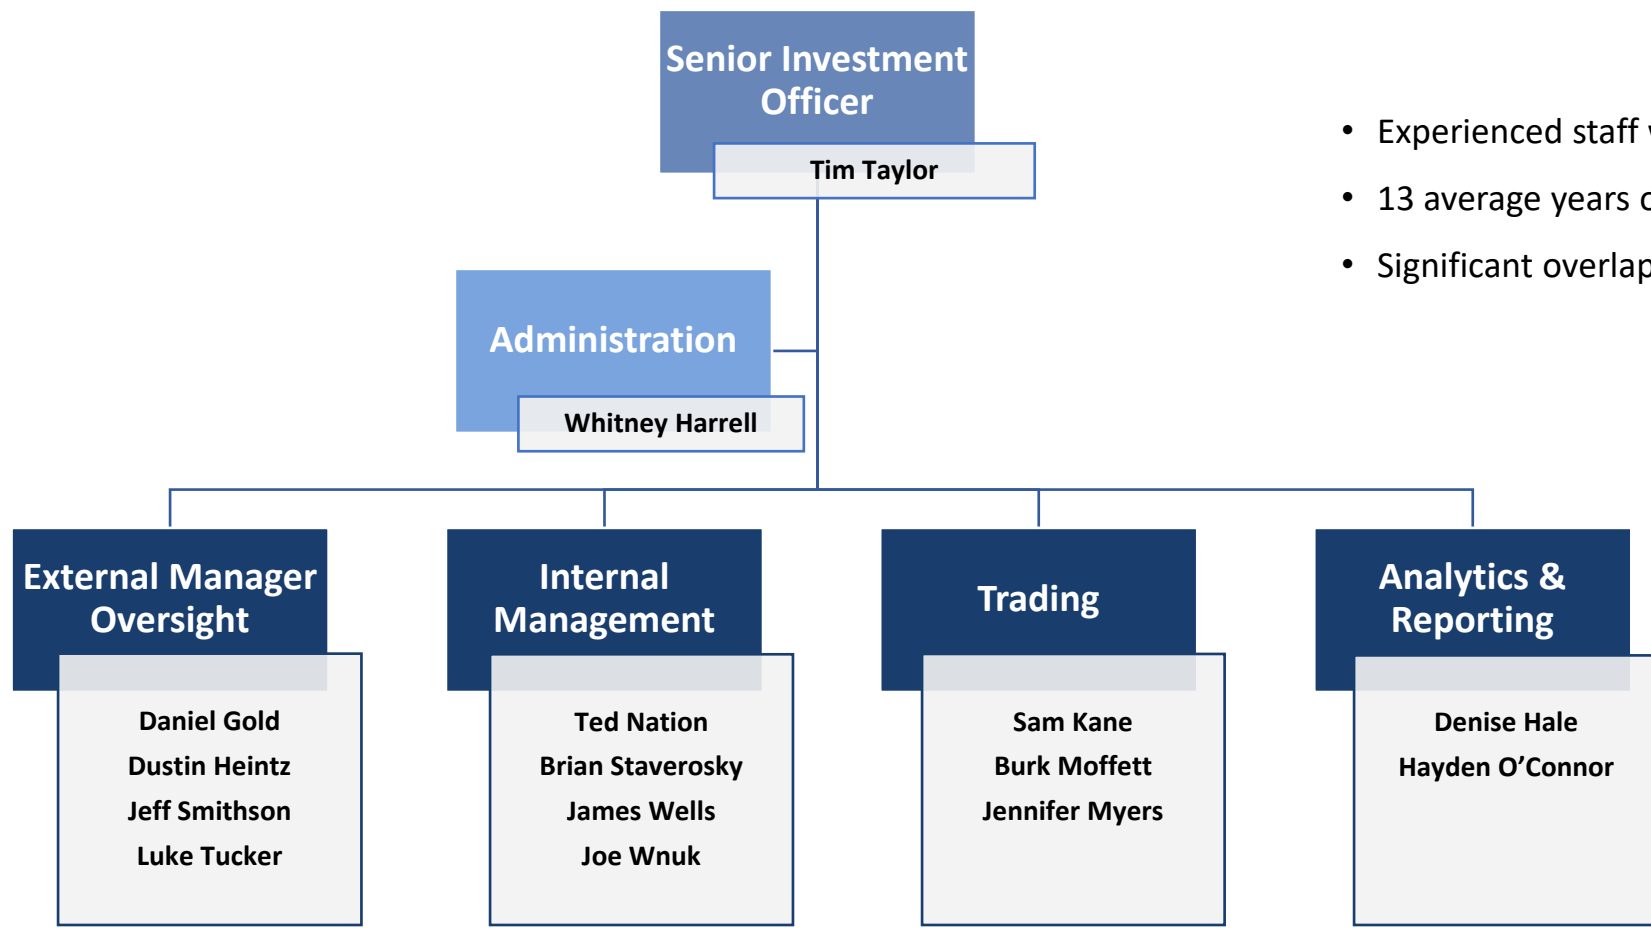 Senior Investment
Officer
Tim Taylor
• Experienced staff
• 13 average years
• Significant overlap
Administration
Whitney Harrell
External Manager
Oversight
Daniel Gold
Dustin Heintz
Jeff Smithson
Luke Tucker
Internal
Management
Ted Nation
Brian Staverosky
James Wells
Joe Wnuk
Trading
Sam Kane
Burk Moffett
Jennifer Myers
Analytics &
Reporting
Denise Hale
Hayden O’Connor